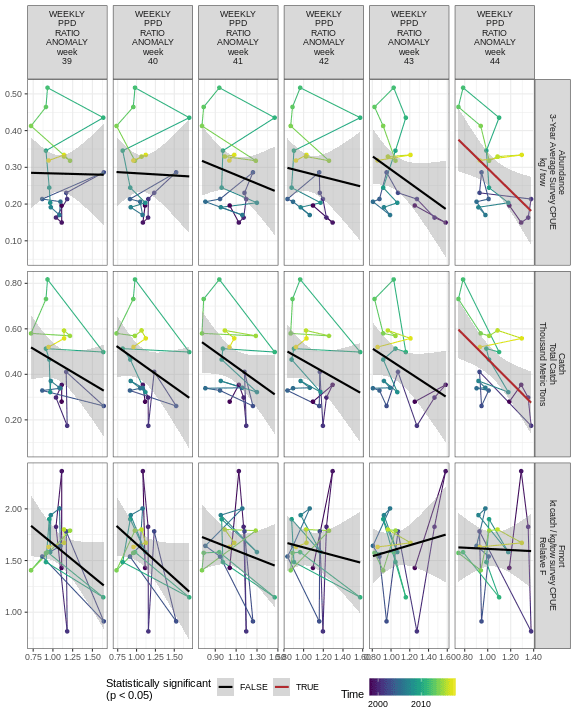 WEEKLY
PPD
RATIO
ANOMALY
week
39
WEEKLY
PPD
RATIO
ANOMALY
week
40
WEEKLY
PPD
RATIO
ANOMALY
week
41
WEEKLY
PPD
RATIO
ANOMALY
week
42
WEEKLY
PPD
RATIO
ANOMALY
week
43
WEEKLY
PPD
RATIO
ANOMALY
week
44
0.50
0.40
0.30
0.20
0.10
Abundance
3-Year Average Survey CPUE
kg / tow
0.80
0.60
0.40
0.20
Catch
Total Catch
Thousand Metric Tons
2.00
1.50
1.00
Fmort
kt catch / kg/tow survey CPUE
Relative F
0.75 1.00 1.25 1.50
0.75 1.00 1.25 1.50
0.90 1.10 1.30
0.80 1.00 1.20 1.40
0.80 1.00 1.20 1.40 1.60
0.80 1.00 1.20 1.40
Statistically significant
(p < 0.05)
FALSE
TRUE
Time
2000 2010